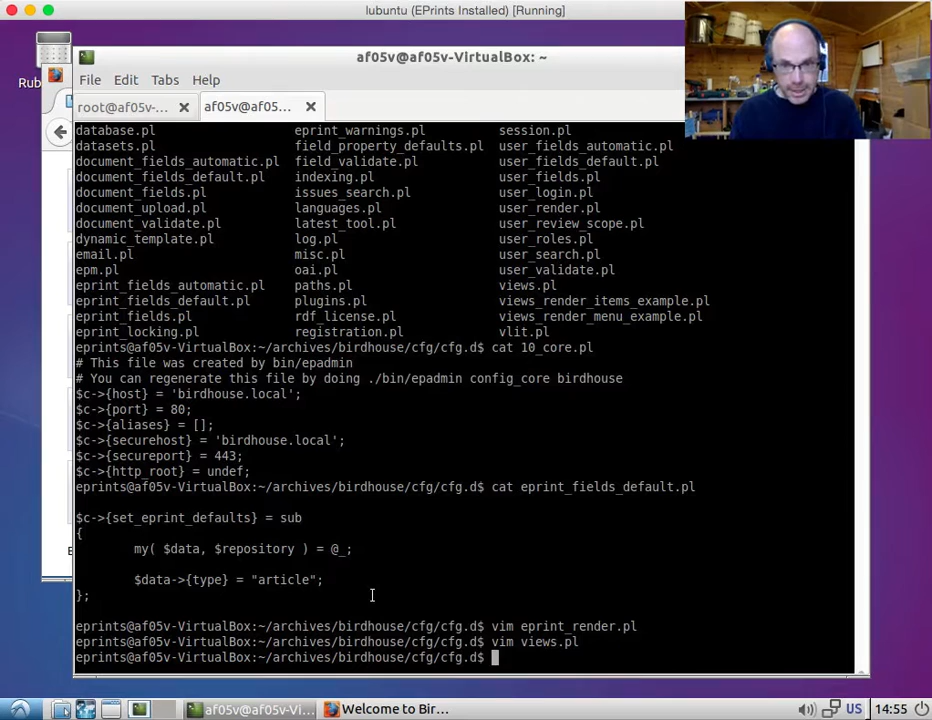 lubuntu (EPrints Installed) [Running]
Rub
af05v@af05v-VirtualBox: ~
File Edit Tabs Help
root@af05v-... af05v@af05...
database.pl eprint_warnings.pl session.pl
datasets.pl field_property_defaults.pl user_fields_automatic.pl
document_fields_automatic.pl field_validate.pl user_fields_default.pl
document_fields_default.pl indexing.pl user_fields.pl
document_fields.pl issues_search.pl user_login.pl
document_upload.pl languages.pl user_render.pl
document_validate.pl latest_tool.pl user_review_scope.pl
dynamic_template.pl log.pl user_roles.pl
email.pl misc.pl user_search.pl
epm.pl oai.pl user_validate.pl
eprint_fields_automatic.pl paths.pl views.pl
eprint_fields_default.pl plugins.pl views_render_items_example.pl
eprint_fields.pl rdf_license.pl views_render_menu_example.pl
eprint_locking.pl registration.pl vlit.pl
eprints@af05v-VirtualBox:~/archives/birdhouse/cfg/cfg.d$ cat 10_core.pl
# This file was created by bin/epadmin
# You can regenerate this file by doing ./bin/epadmin config_core birdhouse
$c->{host} = 'birdhouse.local';
$c->{port} = 80;
$c->{aliases} = [];
$c->{securehost} = 'birdhouse.local';
$c->{secureport} = 443;
$c->{http_root} = undef;
eprints@af05v-VirtualBox:~/archives/birdhouse/cfg/cfg.d$ cat eprint_fields_default.pl
$c->{set_eprint_defaults} = sub
{
my( $data, $repository ) = @_;
$data->{type} = "article";
};
eprints@af05v-VirtualBox:~/archives/birdhouse/cfg/cfg.d$ vim eprint_render.pl
eprints@af05v-VirtualBox:~/archives/birdhouse/cfg/cfg.d$ vim views.pl
eprints@af05v-VirtualBox:~/archives/birdhouse/cfg/cfg.d$
af05v@af05v-Vi... Welcome to Bir... US 14:55